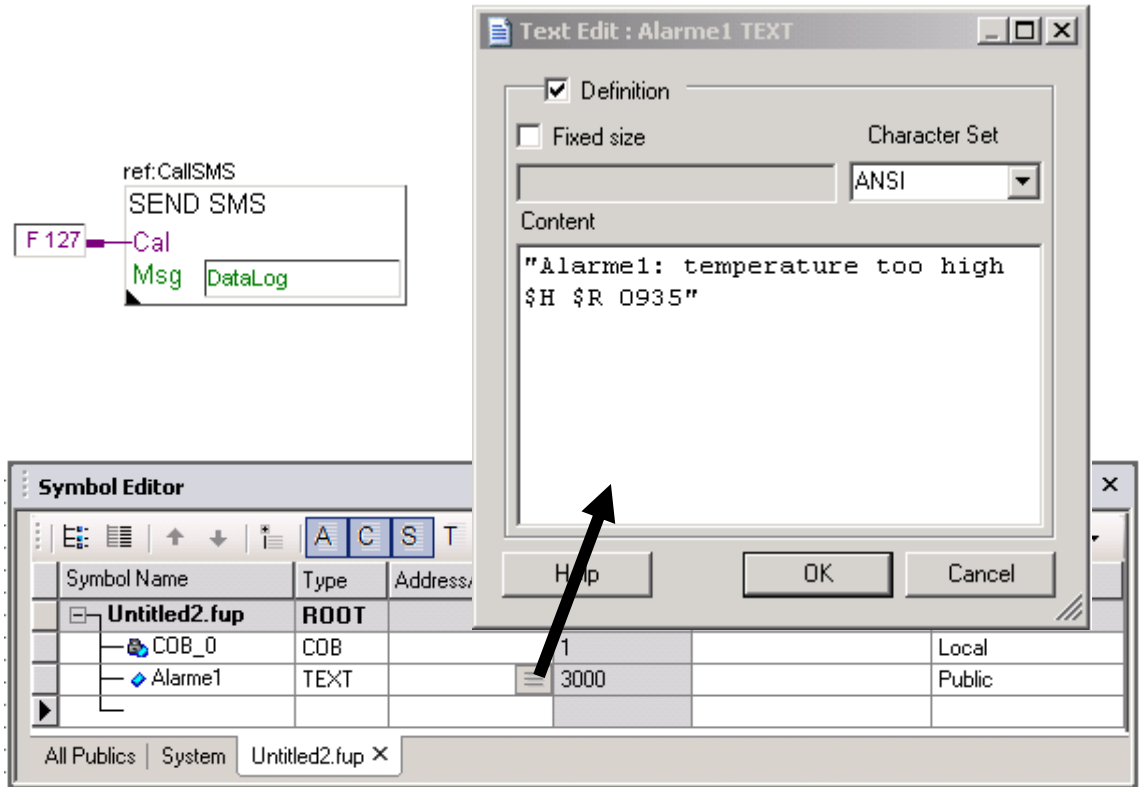 Text Edit : Alarme1 TEXT
Definition
Fixed size
Character Set
ANSI
Content
"Alarme1: temperature too high
$H $R 0935"
Help
OK
Cancel
ref:CallSMS
SEND SMS
F 127
Cal
Msg
DataLog
Symbol Editor
A C S T
Symbol Name Type Address/
Untitled2.fup ROOT
COB_0 COB 1 Local
Alarme1 TEXT 3000 Public
All Publics System Untitled2.fup